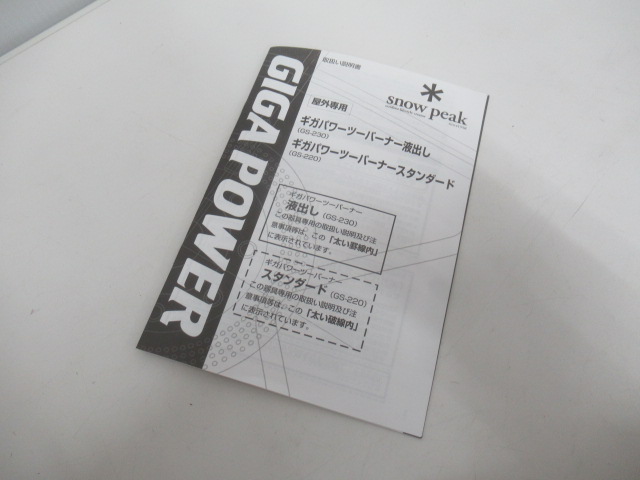 GIGA POWER
取扱い説明書
snow peak
屋外専用
ギガパワーツーバーナー液出し
(GS-230)
ギガパワーツーバーナースタンダード
(GS-220)
ギガパワーツーバーナー
液出し (GS-230)
この器具専用の取扱い説明及び注
意事項等は、この「太い罫線内」
に表示されています。
ギガパワーツーバーナー
スタンダード (GS-220)
この器具専用の取扱い説明及び注
意事項等は、この「太い破線内」
に表示されています。